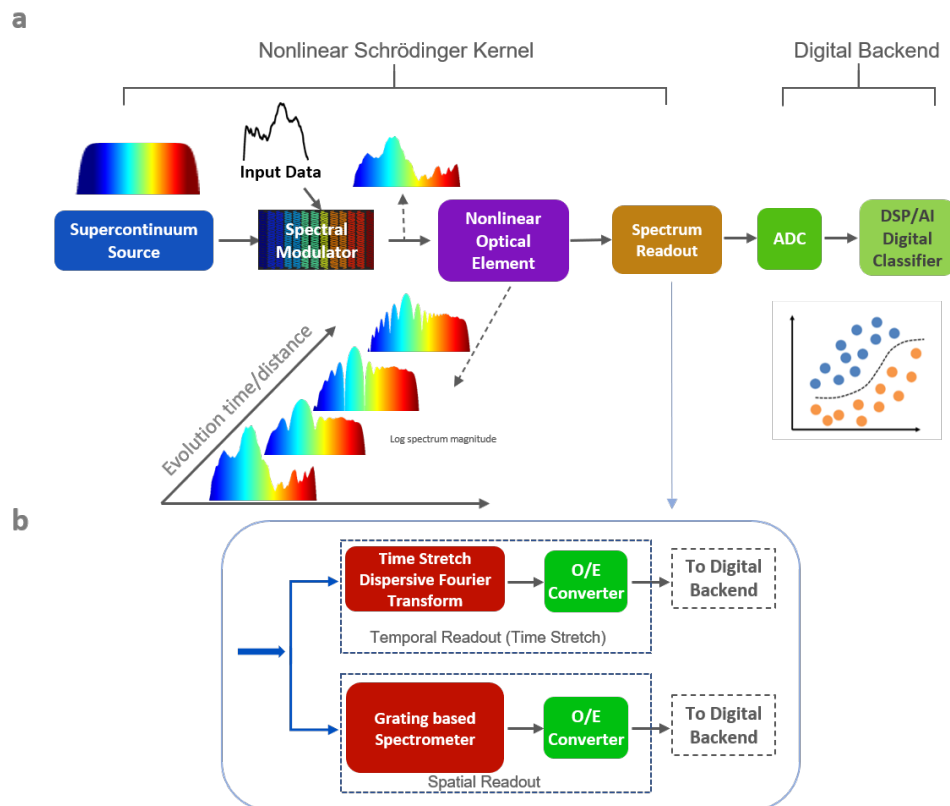 a
Nonlinear Schrödinger Kernel
Digital Backend
Input Data
Supercontinuum
Source
Spectral
Modulator
Nonlinear
Optical
Element
Spectrum
Readout
ADC
DSP/AI
Digital
Classifier
Evolution time/distance
Log spectrum magnitude
b
Time Stretch
Dispersive Fourier
Transform
O/E
Converter
To Digital
Backend
Temporal Readout (Time Stretch)
Grating based
Spectrometer
O/E
Converter
To Digital
Backend
Spatial Readout